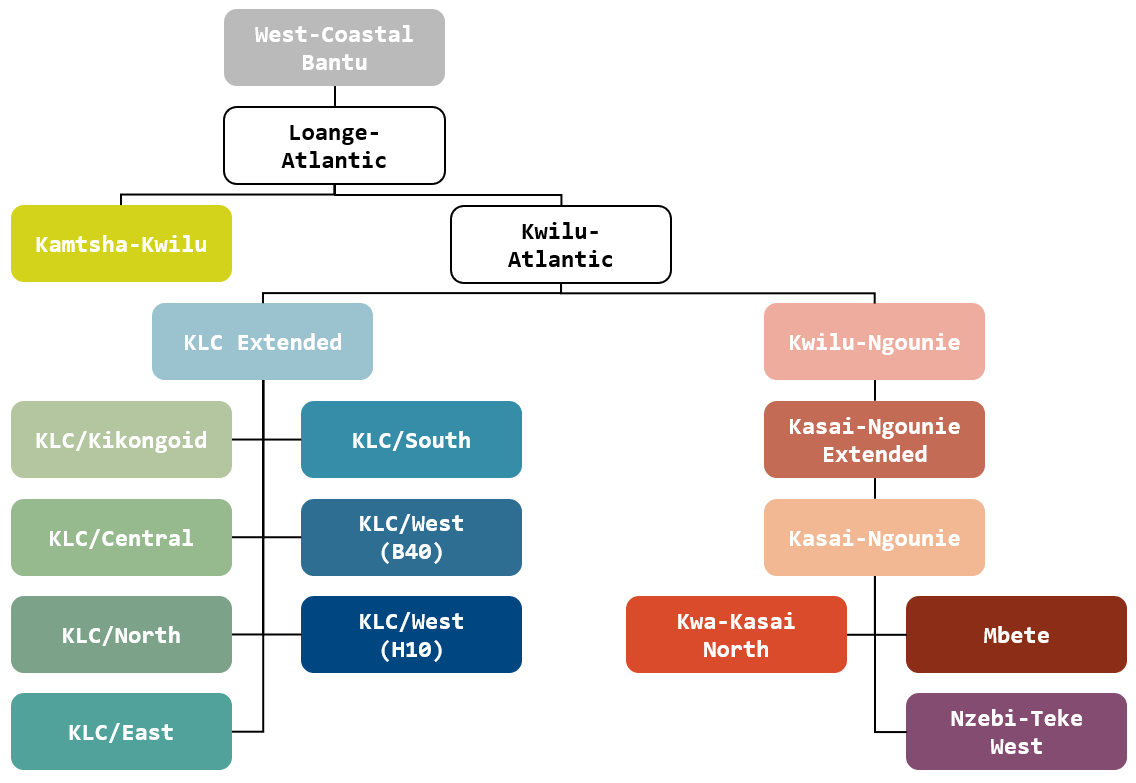 West-Coastal
Bantu
Loange-
Atlantic
Kamtsha-Kwilu
Kwilu-
Atlantic
KLC Extended
Kwilu-Ngounie
KLC/Kikongoid
KLC/South
Kasai-Ngounie
Extended
KLC/Central
KLC/West
(B40)
Kasai-Ngounie
KLC/North
KLC/West
(H10)
Kwa-Kasai
North
Mbete
KLC/East
Nzebi-Teke
West